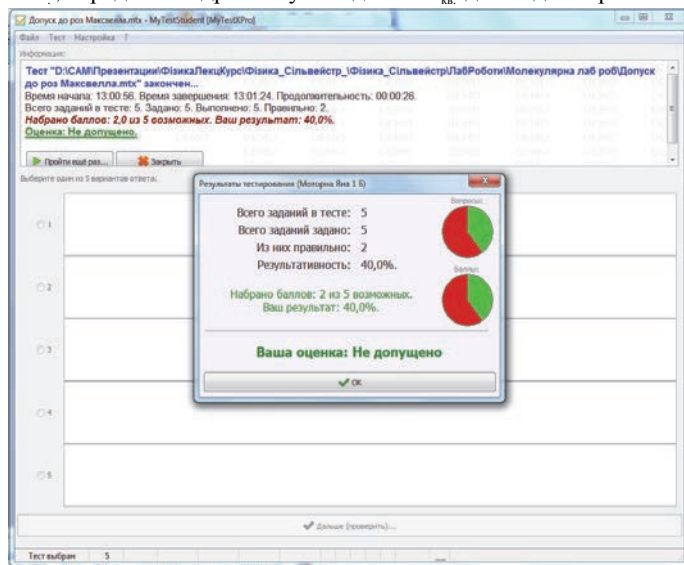 Допуск до роз Максвелла.mtx - MyTestStudent [MyTestXPro]
Файл Тест Настройка ?
Информация:
Тест "D:\САМ\Презентации\ФізикаЛекцКурс\Фізика_Сільвейстр_\Фізика_Сільвейстр\ЛабРоботи\Молекулярна лаб роб\Допуск
до роз Максвелла.mtx" закончен...
Время начала: 13:00:56. Время завершения: 13:01:24. Продолжительность: 00:00:26.
Всего заданий в тесте: 5. Задано: 5. Выполнено: 5. Правильно: 2.
Набрано баллов: 2,0 из 5 возможных. Ваш результат: 40,0%.
Оценка: Не допущено.
Пройти ещё раз...
Закрыть
Выберите один из 5 вариантов ответа:
Результаты тестирования (Моторна Яна 1 Б)
Всего заданий в тесте: 5
Всего заданий задано: 5
Из них правильно: 2
Результативность: 40,0%.
Вопросы:
Баллы:
Набрано баллов: 2 из 5 возможных.
Ваш результат: 40,0%.
Ваша оценка: Не допущено
OK
1
2
3
4
5
Дальше (проверить)...
Тест выбран 5